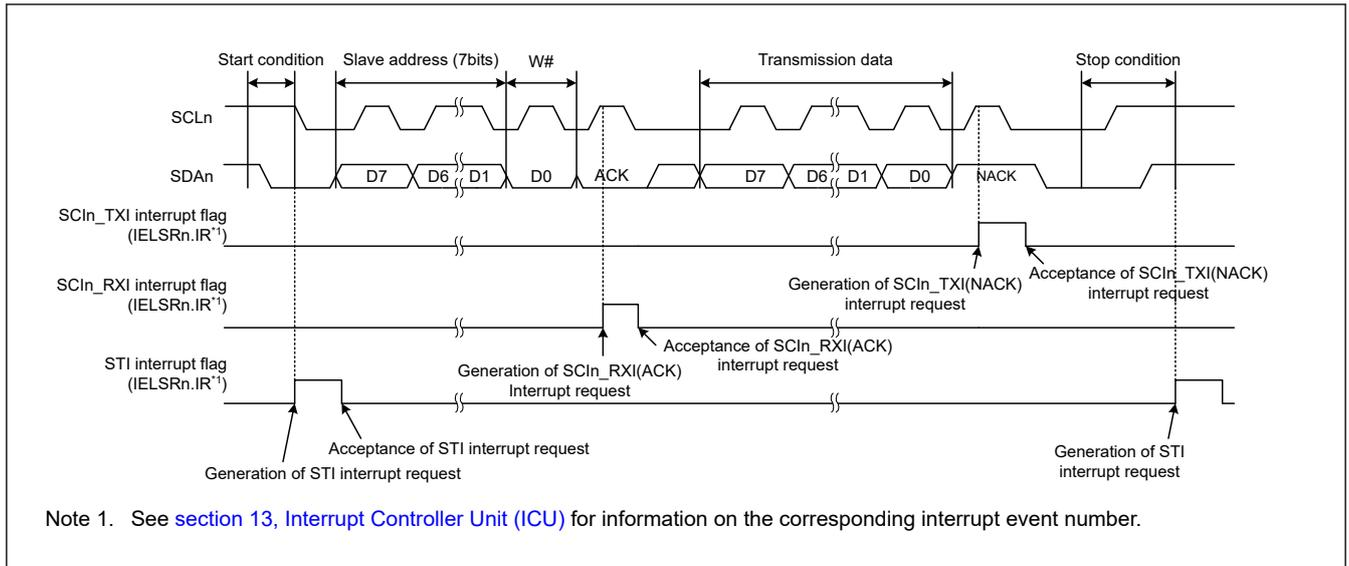 Start condition
Slave address (7bits)
W#
Transmission data
Stop condition
SCLn
SDAn
D7
D6
D1
D0
ACK
D7
D6
D1
D0
NACK
SCIn_TXI interrupt flag
(IELSRn.IR*1)
Generation of SCIn_TXI(NACK)
interrupt request
Acceptance of SCIn_TXI(NACK)
interrupt request
SCIn_RXI interrupt flag
(IELSRn.IR*1)
Generation of SCIn_RXI(ACK)
Interrupt request
Acceptance of SCIn_RXI(ACK)
interrupt request
STI interrupt flag
(IELSRn.IR*1)
Acceptance of STI interrupt request
Generation of STI interrupt request
Generation of STI
interrupt request
Note 1. See section 13, Interrupt Controller Unit (ICU) for information on the corresponding interrupt event number.